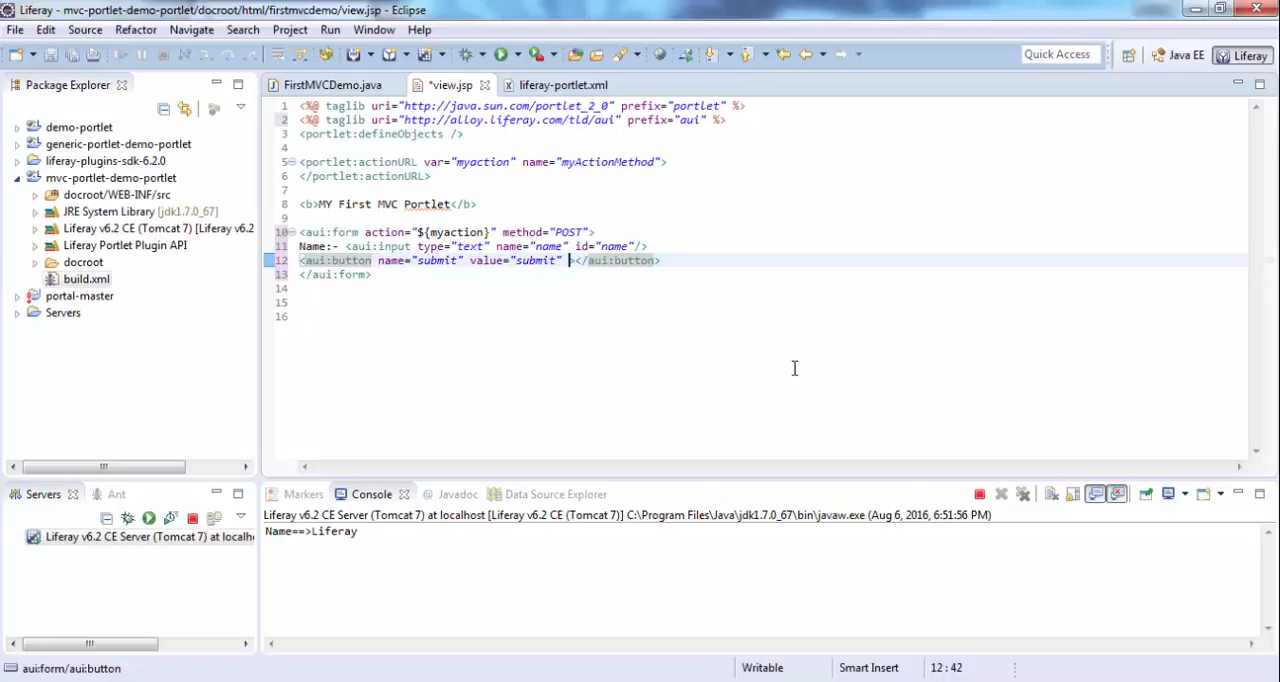 Liferay - mvc-portlet-demo-portlet/docroot/html/firstmvcdemo/view.jsp - Eclipse
File Edit Source Refactor Navigate Search Project Run Window Help
Quick Access Java EE Liferay
Package Explorer
FirstMVCDemo.java *view.jsp liferay-portlet.xml
demo-portlet
generic-portlet-demo-portlet
liferay-plugins-sdk-6.2.0
mvc-portlet-demo-portlet
docroot/WEB-INF/src
JRE System Library [jdk1.7.0_67]
Liferay v6.2 CE (Tomcat 7) [Liferay v6.2
Liferay Portlet Plugin API
docroot
build.xml
portal-master
Servers
1 <%@ taglib uri="http://java.sun.com/portlet_2_0" prefix="portlet" %>
2 <%@ taglib uri="http://alloy.liferay.com/tld/aui" prefix="aui" %>
3 <portlet:defineObjects />
4
5 <portlet:actionURL var="myaction" name="myActionMethod">
6 </portlet:actionURL>
7
8 <b>MY First MVC Portlet</b>
9
10 <aui:form action="${myaction}" method="POST">
11 Name:- <aui:input type="text" name="name" id="name"/>
12 <aui:button name="submit" value="submit" ></aui:button>
13 </aui:form>
14
15
16
Servers Ant
Liferay v6.2 CE Server (Tomcat 7) at localh
Markers Console Javadoc Data Source Explorer
Liferay v6.2 CE Server (Tomcat 7) at localhost [Liferay v6.2 CE Server (Tomcat 7)] C:\Program Files\Java\jdk1.7.0_67\bin\javaw.exe (Aug 6, 2016, 6:51:56 PM)
Name==>Liferay
aui:form/aui:button Writable Smart Insert 12 : 42